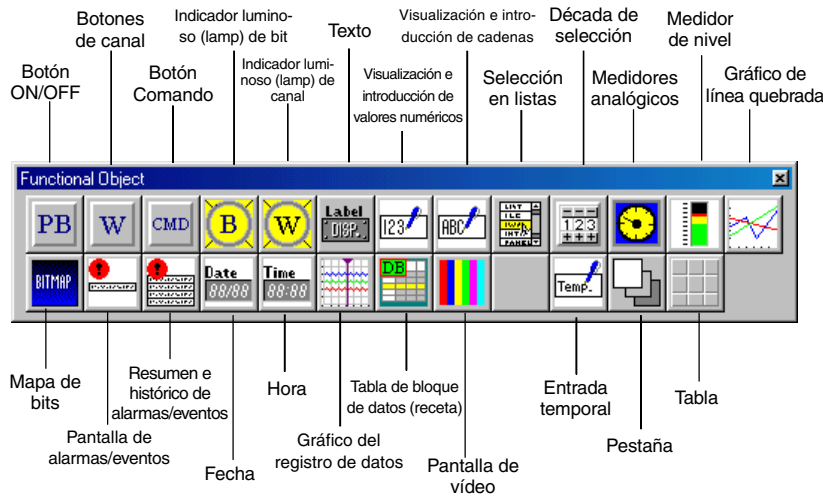 Botones
de canal
Indicador lumino-
so (lamp) de bit
Texto
Visualización e intro-
ducción de cadenas
Década de
selección
Medidor
de nivel
Botón
ON/OFF
Botón
Comando
Indicador lumi-
noso (lamp) de
canal
Visualización e
introducción de
valores numéricos
Selección
en listas
Medidores
analógicos
Gráfico de
línea quebrada
Functional Object
PB
W
CMD
B
W
Label
DISP.
123
ABC
LIST
123
+++
BITMAP
Date
88/88
Time
88:88
DB
Temp.
Mapa de
bits
Pantalla de
alarmas/eventos
Resumen e
histórico de
alarmas/eventos
Fecha
Hora
Gráfico del
registro de datos
Tabla de bloque
de datos (receta)
Pantalla de
vídeo
Entrada
temporal
Pestaña
Tabla